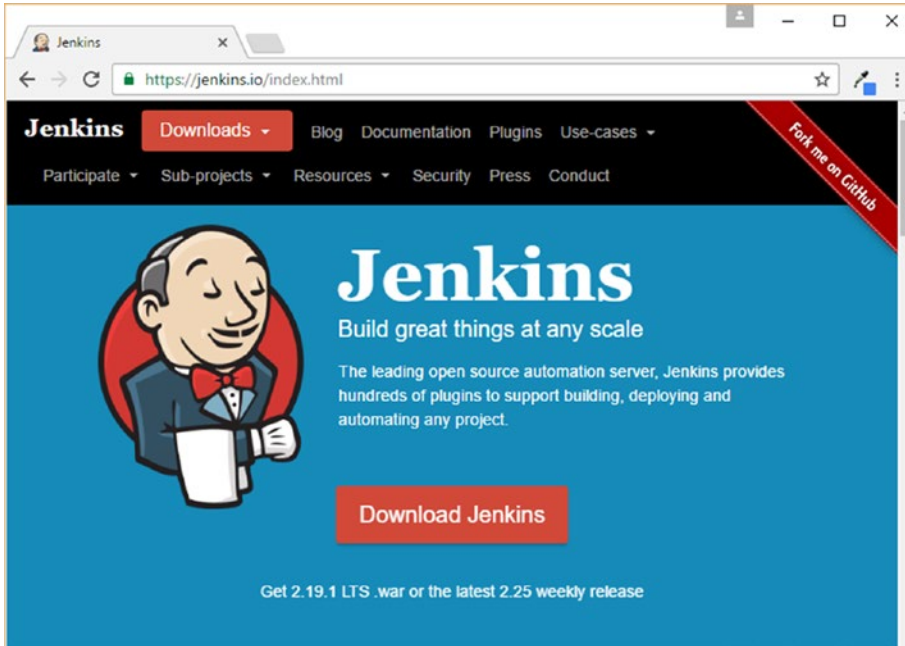 Jenkins
https://jenkins.io/index.html
Jenkins Downloads Blog Documentation Plugins Use-cases
Participate Sub-projects Resources Security Press Conduct
Fork me on GitHub
Jenkins
Build great things at any scale
The leading open source automation server, Jenkins provides
hundreds of plugins to support building, deploying and
automating any project.
Download Jenkins
Get 2.19.1 LTS .war or the latest 2.25 weekly release